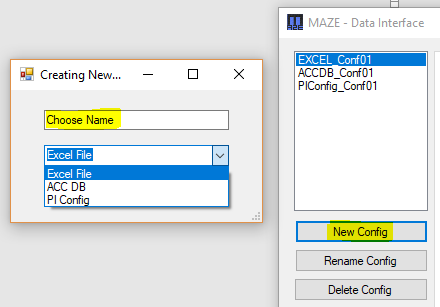 MAZE - Data Interface
EXCEL_Conf01
ACCDB_Conf01
PIConfig_Conf01
New Config
Rename Config
Delete Config
Creating New...
Choose Name
Excel File
Excel File
ACC DB
PI Config